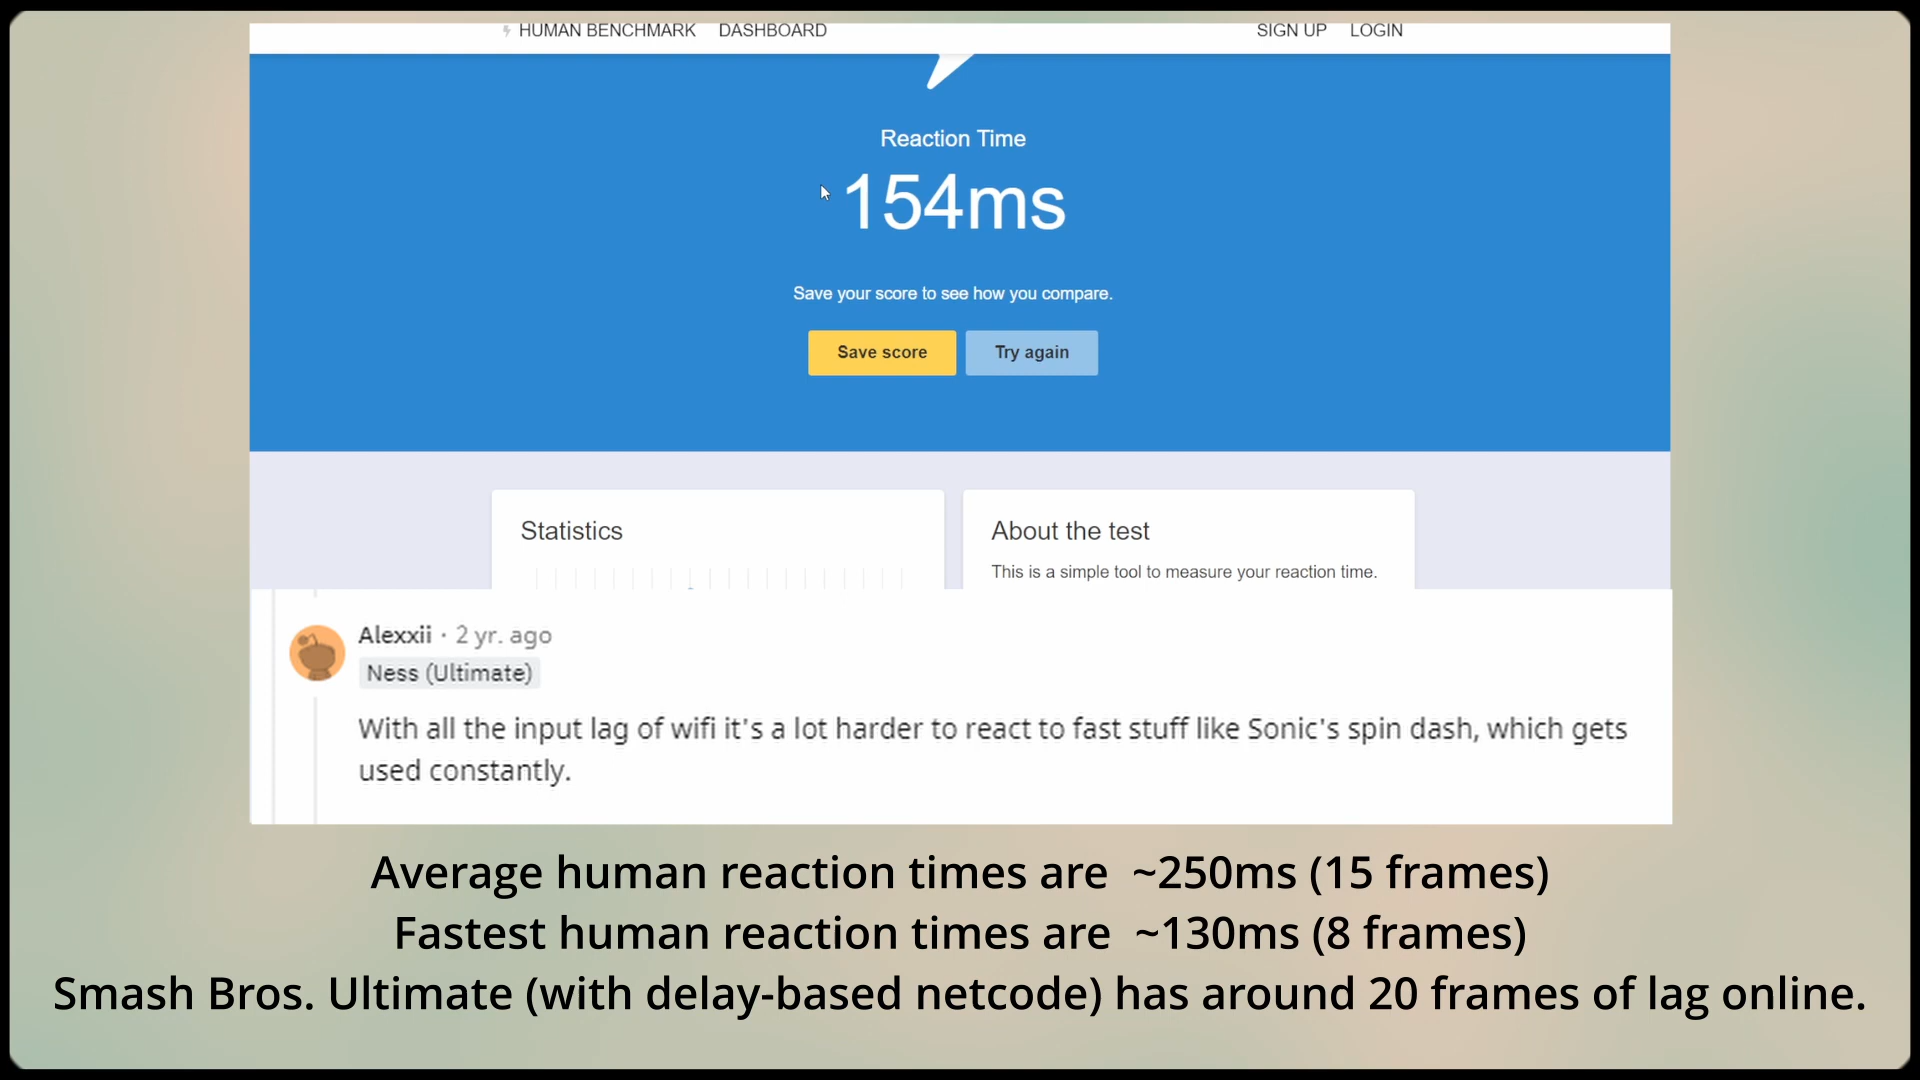 HUMAN BENCHMARK DASHBOARD SIGN UP LOGIN
Reaction Time
154ms
Save your score to see how you compare.
Save score Try again
Statistics
About the test
This is a simple tool to measure your reaction time.
Alexxii · 2 yr. ago
Ness (Ultimate)
With all the input lag of wifi it's a lot harder to react to fast stuff like Sonic's spin dash, which gets
used constantly.
Average human reaction times are ~250ms (15 frames)
Fastest human reaction times are ~130ms (8 frames)
Smash Bros. Ultimate (with delay-based netcode) has around 20 frames of lag online.